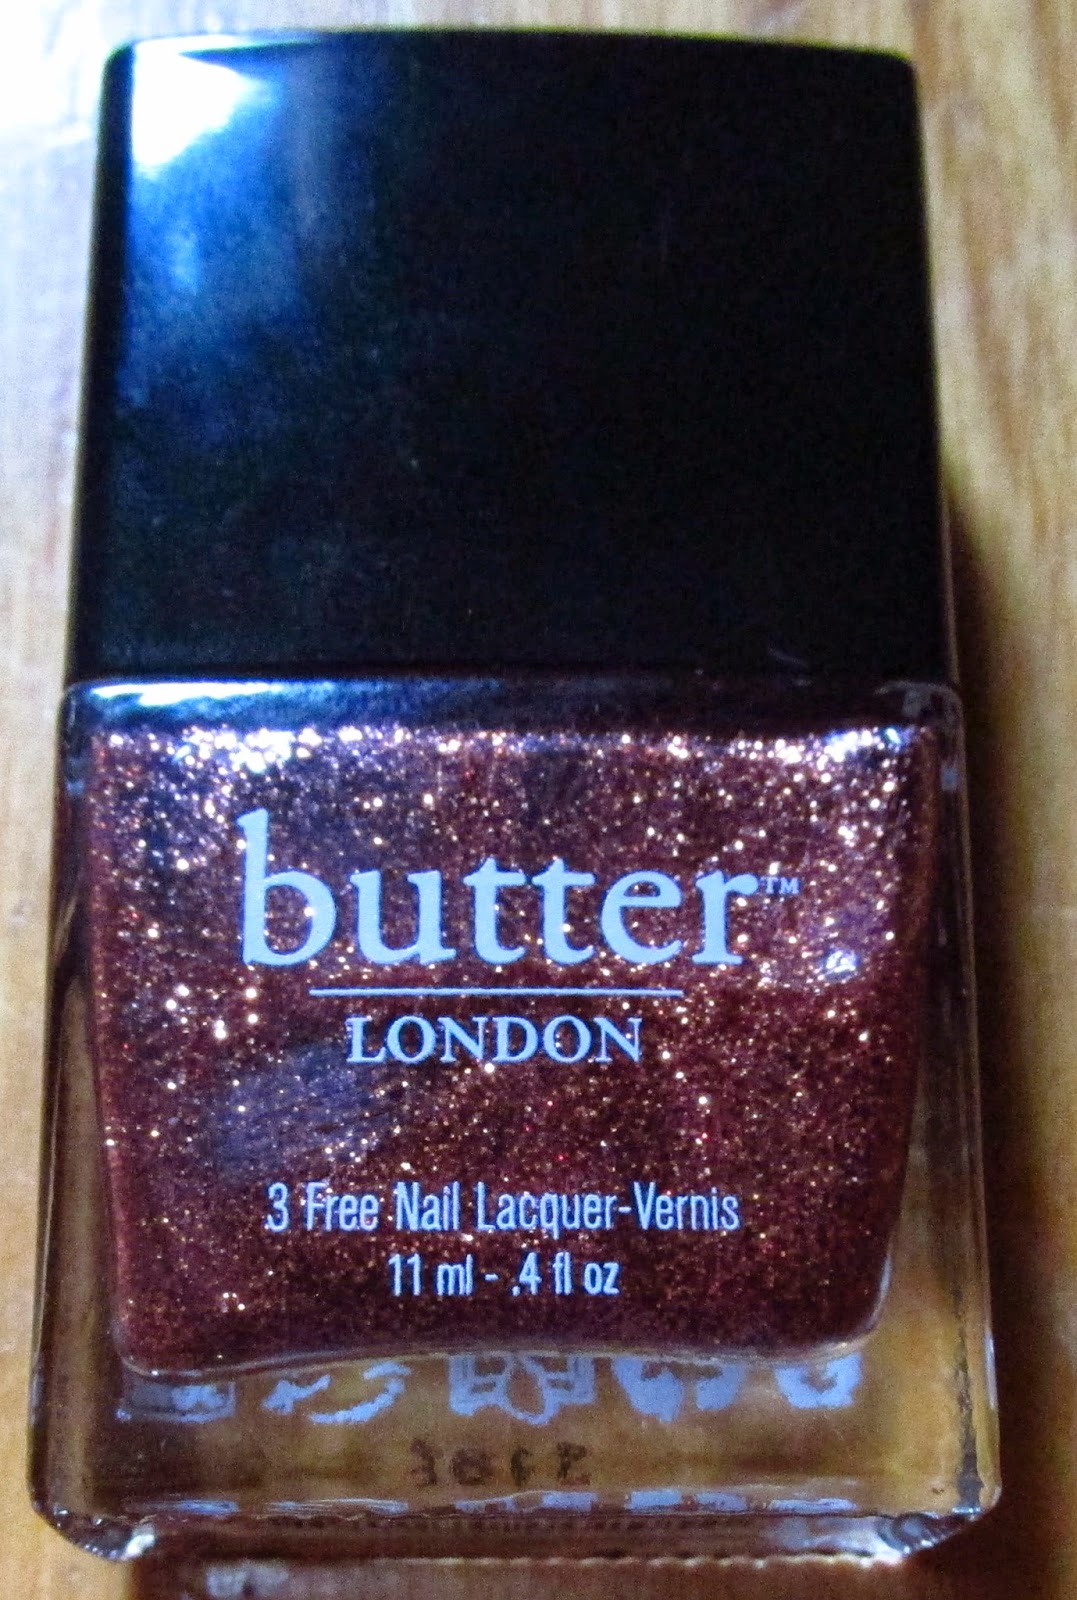 butter™
LONDON
3 Free Nail Lacquer-Vernis
11 ml - .4 fl oz